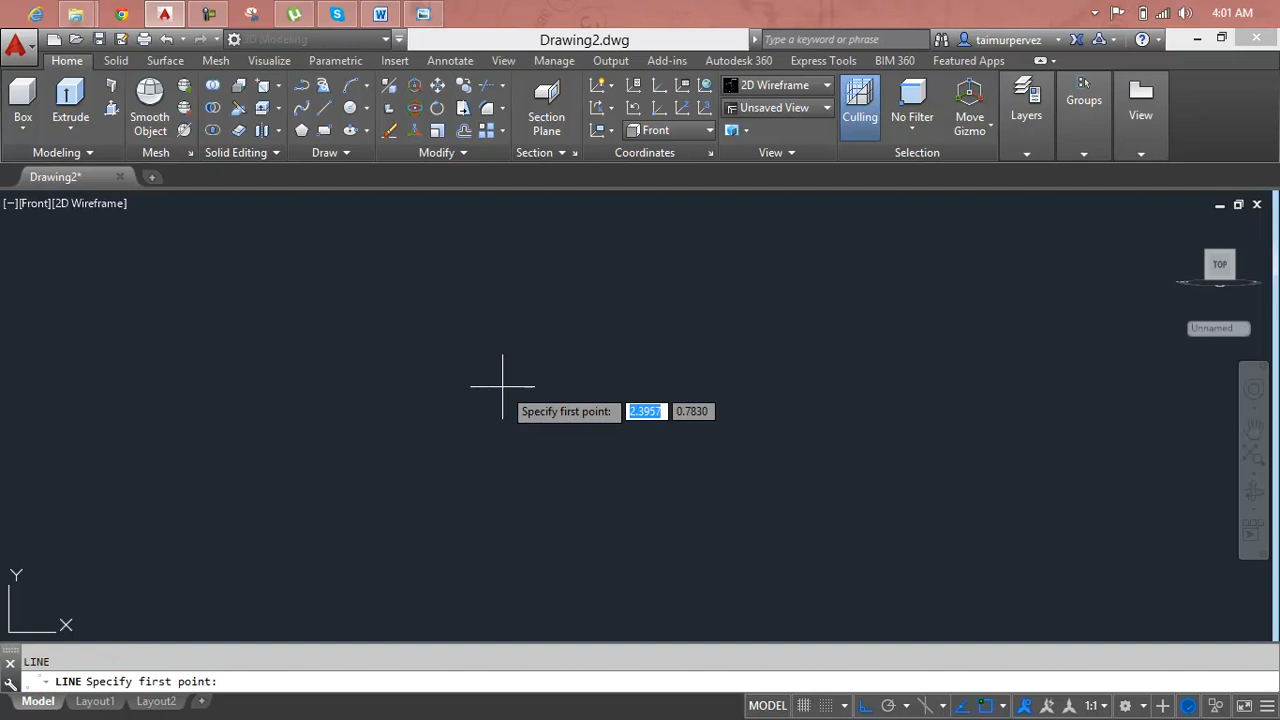 4:01 AM
3D Modeling
Drawing2.dwg
Type a keyword or phrase
taimurpervez
Home Solid Surface Mesh Visualize Parametric Insert Annotate View Manage Output Add-ins Autodesk 360 Express Tools BIM 360 Featured Apps
2D Wireframe
Unsaved View
Front
Box
Extrude
Smooth
Object
Section
Plane
Culling
No Filter
Move
Gizmo
Layers
Groups
View
Modeling
Mesh
Solid Editing
Draw
Modify
Section
Coordinates
View
Selection
Drawing2*
[−][Front][2D Wireframe]
TOP
Unnamed
Specify first point: 2.3957 0.7830
Y
X
LINE
LINE Specify first point:
Model Layout1 Layout2
MODEL
1:1